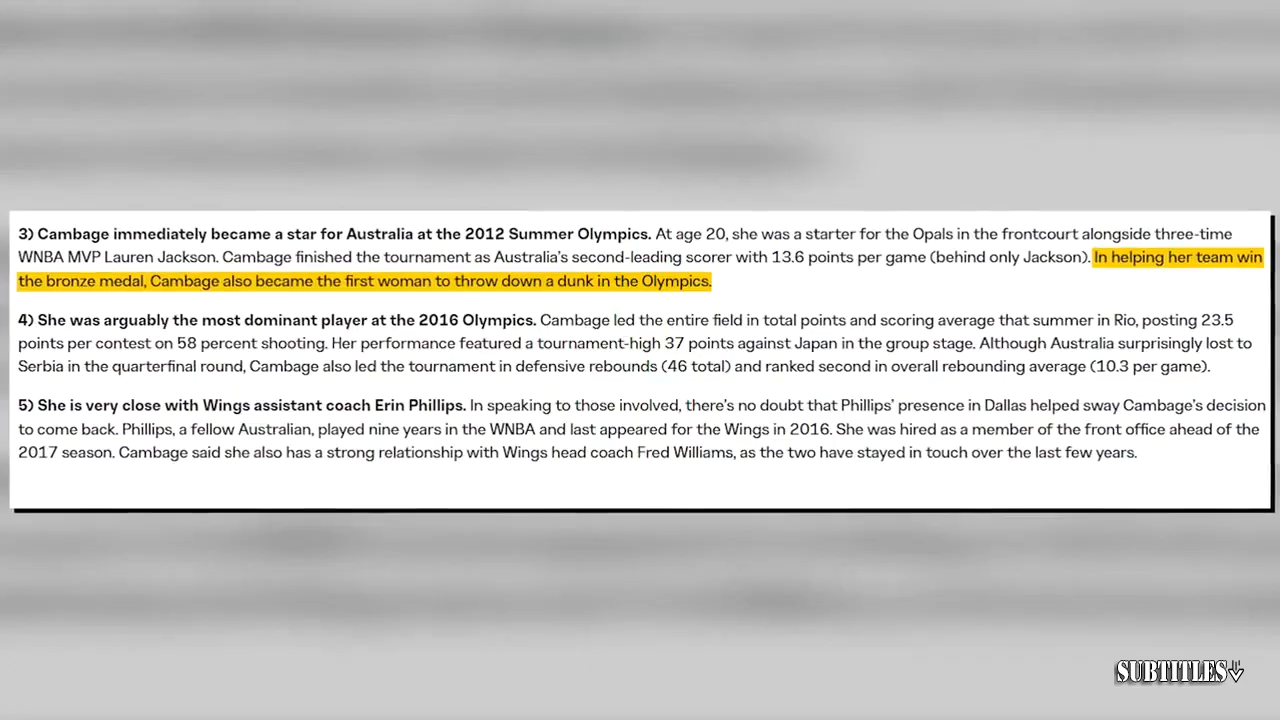 3) Cambage immediately became a star for Australia at the 2012 Summer Olympics. At age 20, she was a starter for the Opals in the frontcourt alongside three-time
WNBA MVP Lauren Jackson. Cambage finished the tournament as Australia’s second-leading scorer with 13.6 points per game (behind only Jackson). In helping her team win
the bronze medal, Cambage also became the first woman to throw down a dunk in the Olympics.
4) She was arguably the most dominant player at the 2016 Olympics. Cambage led the entire field in total points and scoring average that summer in Rio, posting 23.5
points per contest on 58 percent shooting. Her performance featured a tournament-high 37 points against Japan in the group stage. Although Australia surprisingly lost to
Serbia in the quarterfinal round, Cambage also led the tournament in defensive rebounds (46 total) and ranked second in overall rebounding average (10.3 per game).
5) She is very close with Wings assistant coach Erin Phillips. In speaking to those involved, there’s no doubt that Phillips’ presence in Dallas helped sway Cambage’s decision
to come back. Phillips, a fellow Australian, played nine years in the WNBA and last appeared for the Wings in 2016. She was hired as a member of the front office ahead of the
2017 season. Cambage said she also has a strong relationship with Wings head coach Fred Williams, as the two have stayed in touch over the last few years.
SUBTITLES